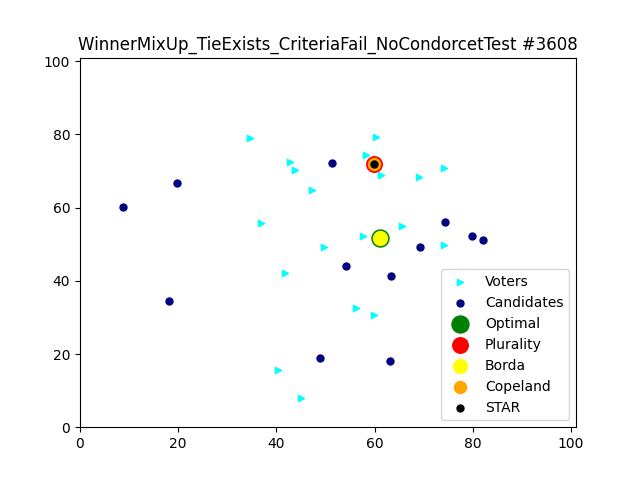 WinnerMixUp_TieExists_CriteriaFail_NoCondorcetTest #3608
100
80
60
40
20
0
0 20 40 60 80 100
Voters
Candidates
Optimal
Plurality
Borda
Copeland
STAR